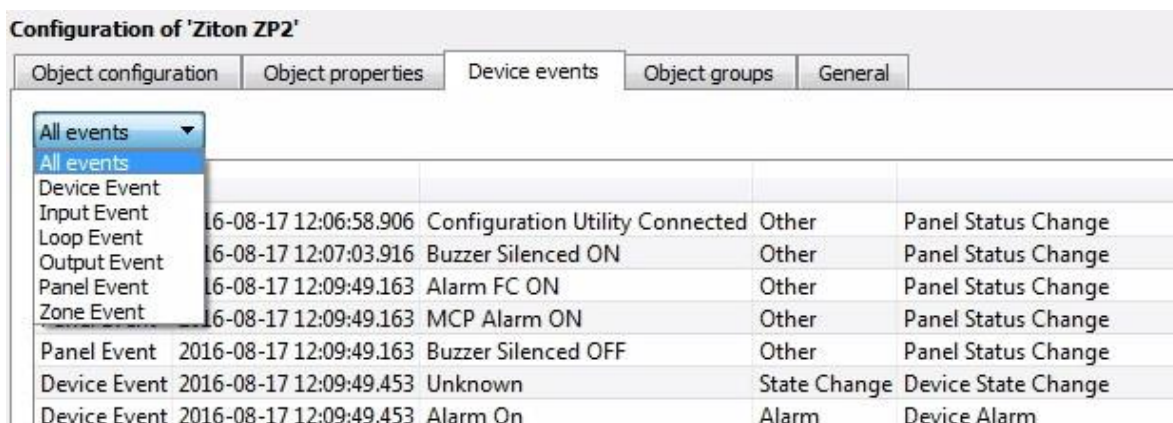 Configuration of 'Ziton ZP2'
Object configuration Object properties Device events Object groups General
All events
All events
Device Event
Input Event
Loop Event
Output Event
Panel Event
Zone Event
16-08-17 12:06:58.906 Configuration Utility Connected Other Panel Status Change
16-08-17 12:07:03.916 Buzzer Silenced ON Other Panel Status Change
16-08-17 12:09:49.163 Alarm FC ON Other Panel Status Change
16-08-17 12:09:49.163 MCP Alarm ON Other Panel Status Change
Panel Event 2016-08-17 12:09:49.163 Buzzer Silenced OFF Other Panel Status Change
Device Event 2016-08-17 12:09:49.453 Unknown State Change Device State Change
Device Event 2016-08-17 12:09:49.453 Alarm On Alarm Device Alarm